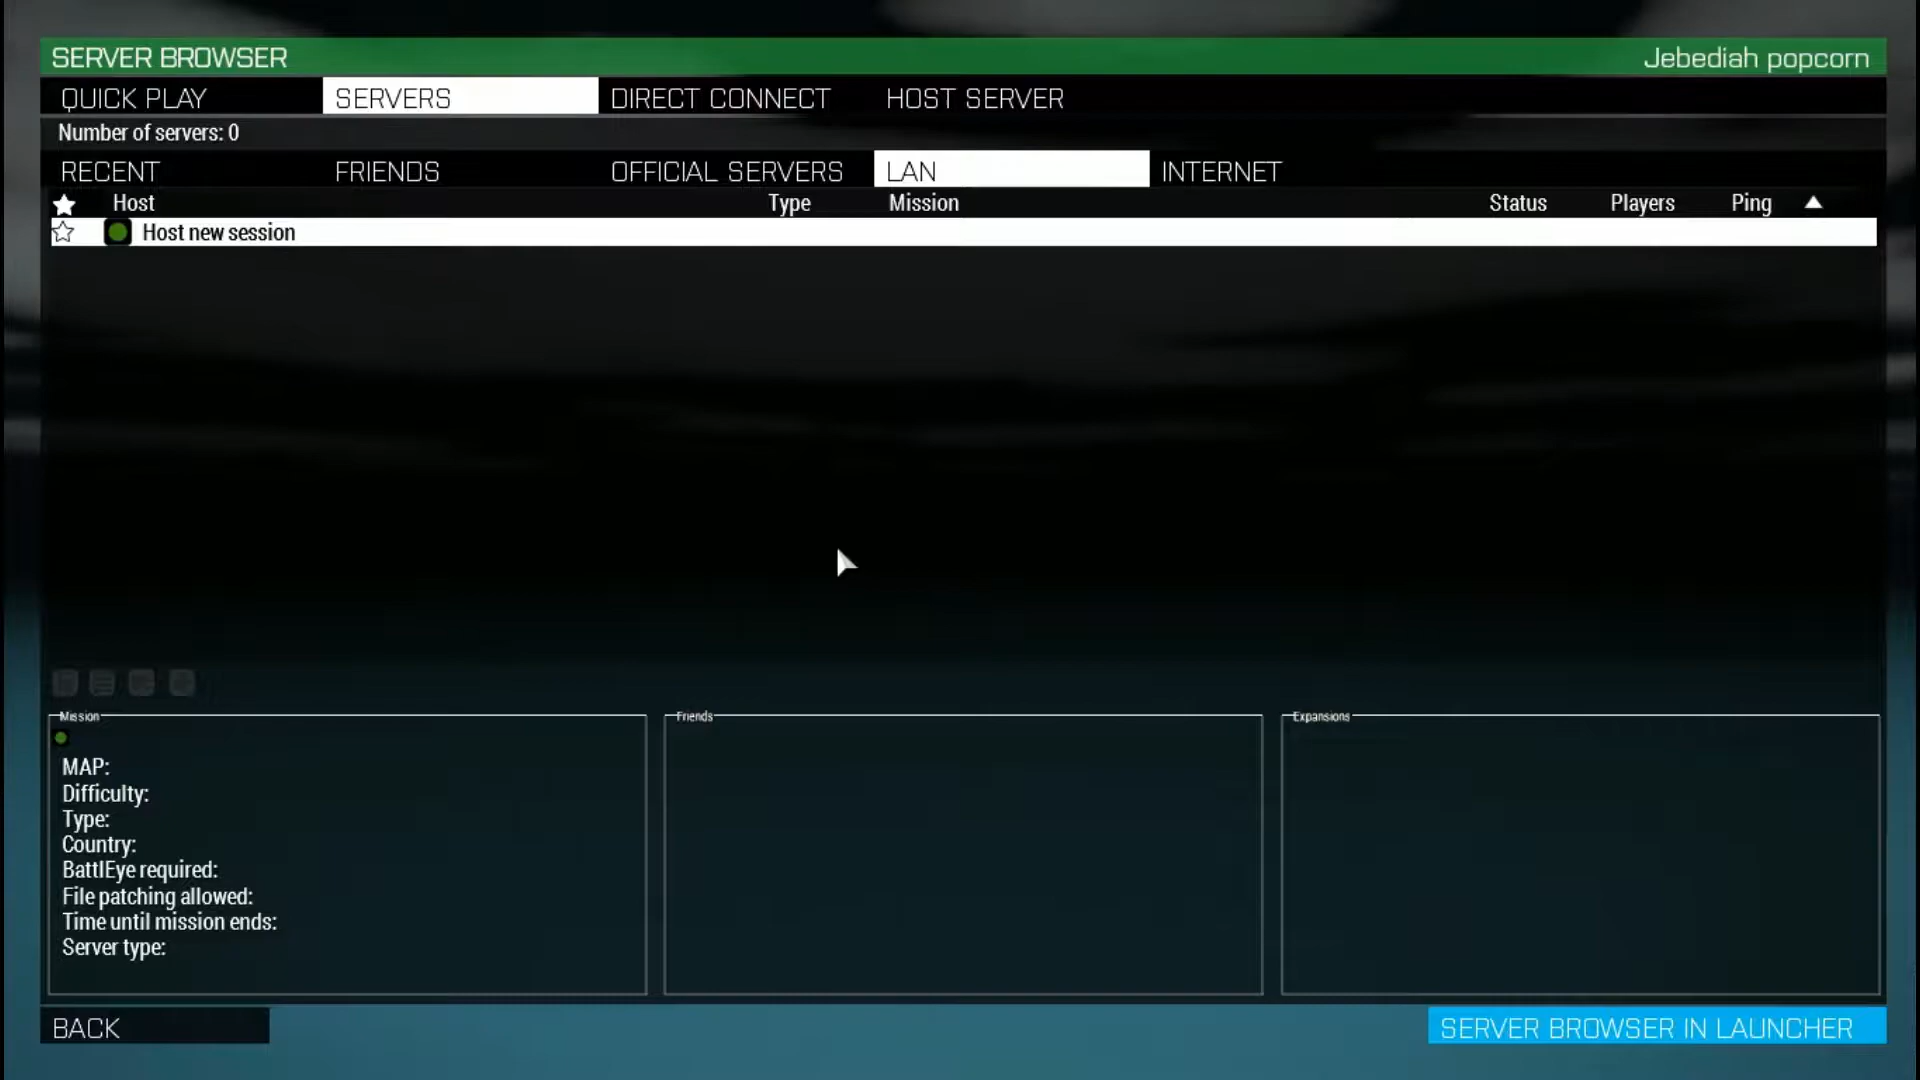 SERVER BROWSER
Jebediah popcorn
QUICK PLAY SERVERS DIRECT CONNECT HOST SERVER
Number of servers: 0
RECENT FRIENDS OFFICIAL SERVERS LAN INTERNET
Host Type Mission Status Players Ping
Host new session
Mission
MAP:
Difficulty:
Type:
Country:
BattlEye required:
File patching allowed:
Time until mission ends:
Server type:
Friends
Expansions
BACK
SERVER BROWSER IN LAUNCHER